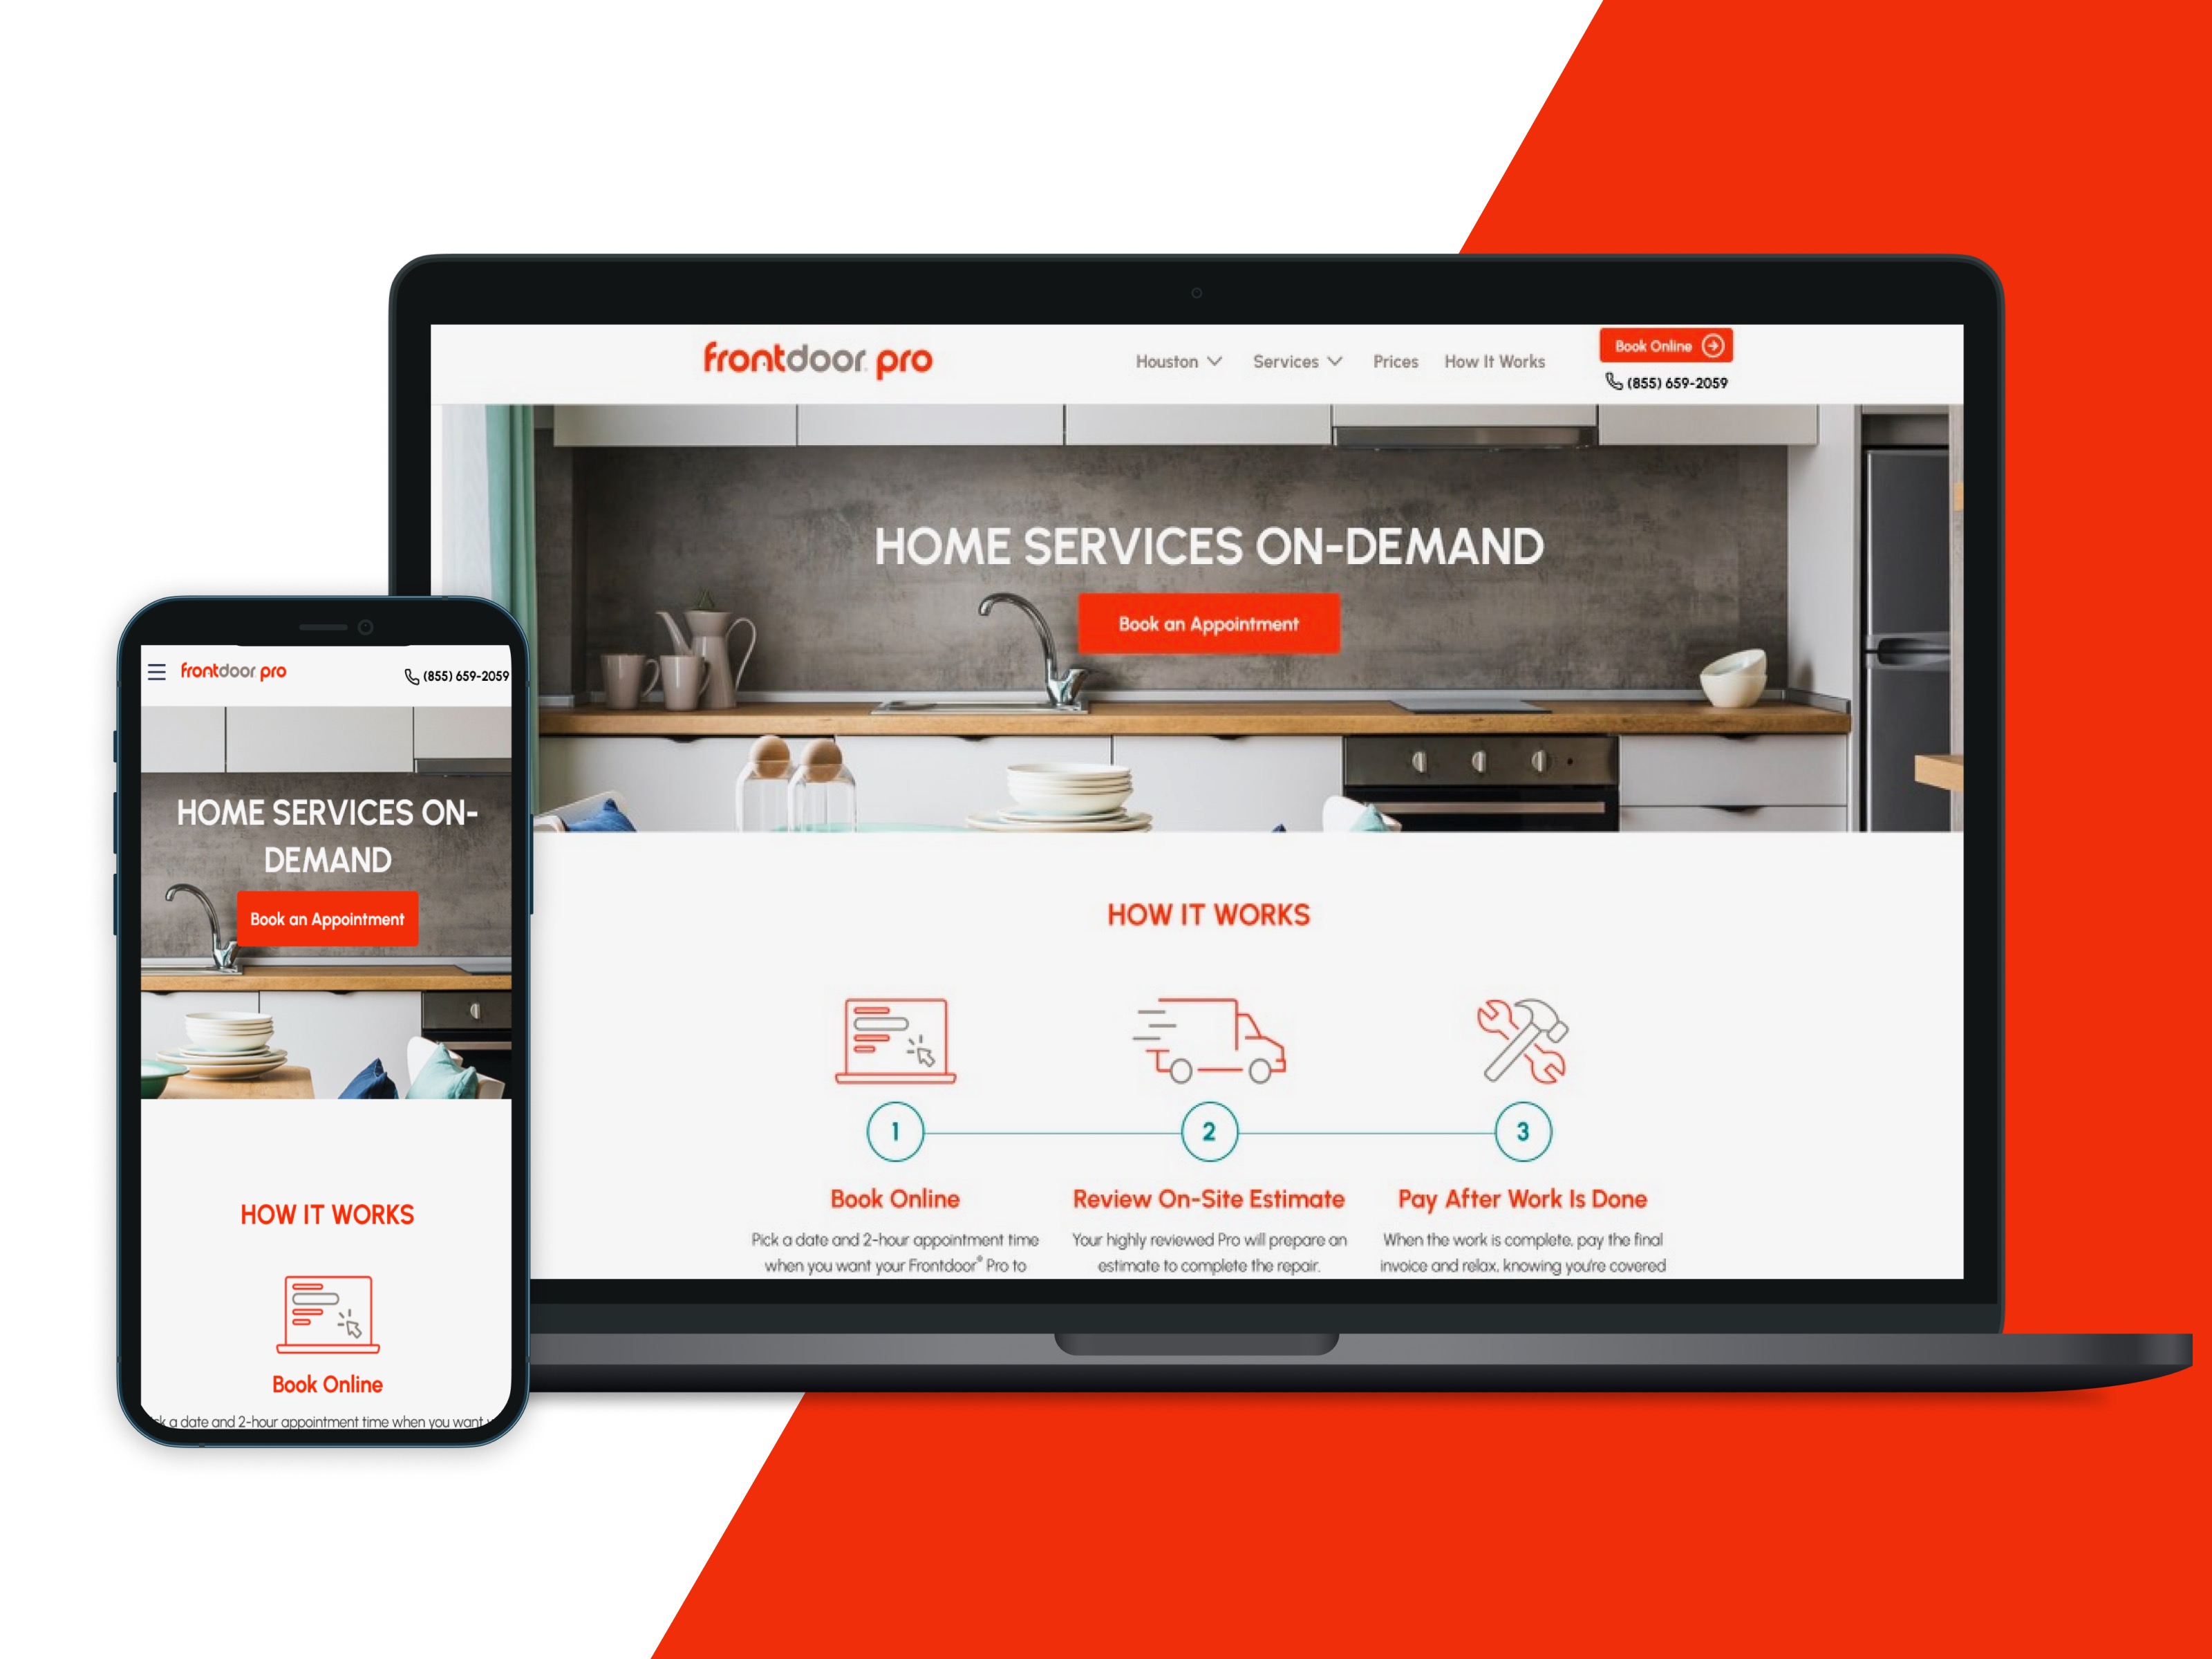 frontdoor pro
Houston
Services
Prices
How It Works
Book Online
(855) 659-2059
HOME SERVICES ON-DEMAND
Book an Appointment
HOW IT WORKS
1
2
3
Book Online
Pick a date and 2-hour appointment time
when you want your Frontdoor® Pro to
Review On-Site Estimate
Your highly reviewed Pro will prepare an
estimate to complete the repair.
Pay After Work Is Done
When the work is complete, pay the final
invoice and relax, knowing you're covered
frontdoor pro
(855) 659-2059
HOME SERVICES ON-
DEMAND
Book an Appointment
HOW IT WORKS
Book Online
a date and 2-hour appointment time when you want